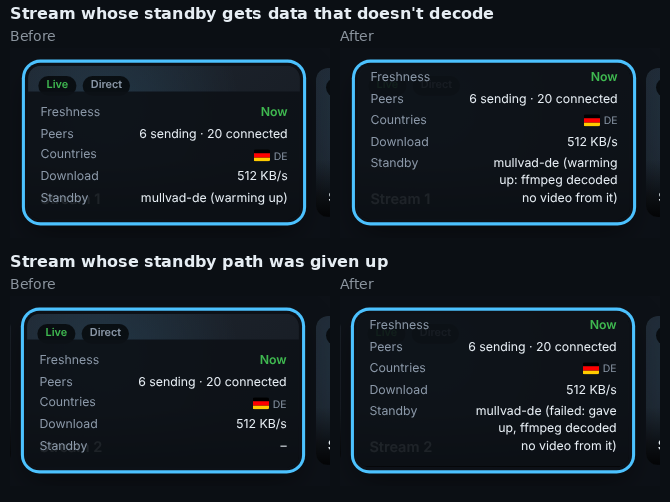 Stream whose standby gets data that doesn't decode
Before
After
Live Direct
Freshness Now
Peers 6 sending · 20 connected
Countries DE
Download 512 KB/s
Standby mullvad-de (warming up)
Stream 1
Freshness Now
Peers 6 sending · 20 connected
Countries DE
Download 512 KB/s
Standby mullvad-de (warming
up: ffmpeg decoded
no video from it)
Stream 1
Stream whose standby path was given up
Before
After
Live Direct
Freshness Now
Peers 6 sending · 20 connected
Countries DE
Download 512 KB/s
Standby –
Stream 2
Freshness Now
Peers 6 sending · 20 connected
Countries DE
Download 512 KB/s
Standby mullvad-de (failed: gave
up, ffmpeg decoded
no video from it)
Stream 2